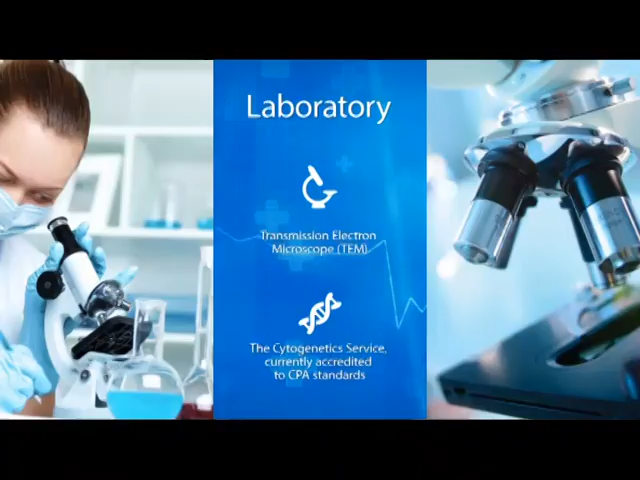 Laboratory
Transmission Electron
Microscope (TEM)
The Cytogenetics Service,
currently accredited
to CPA standards